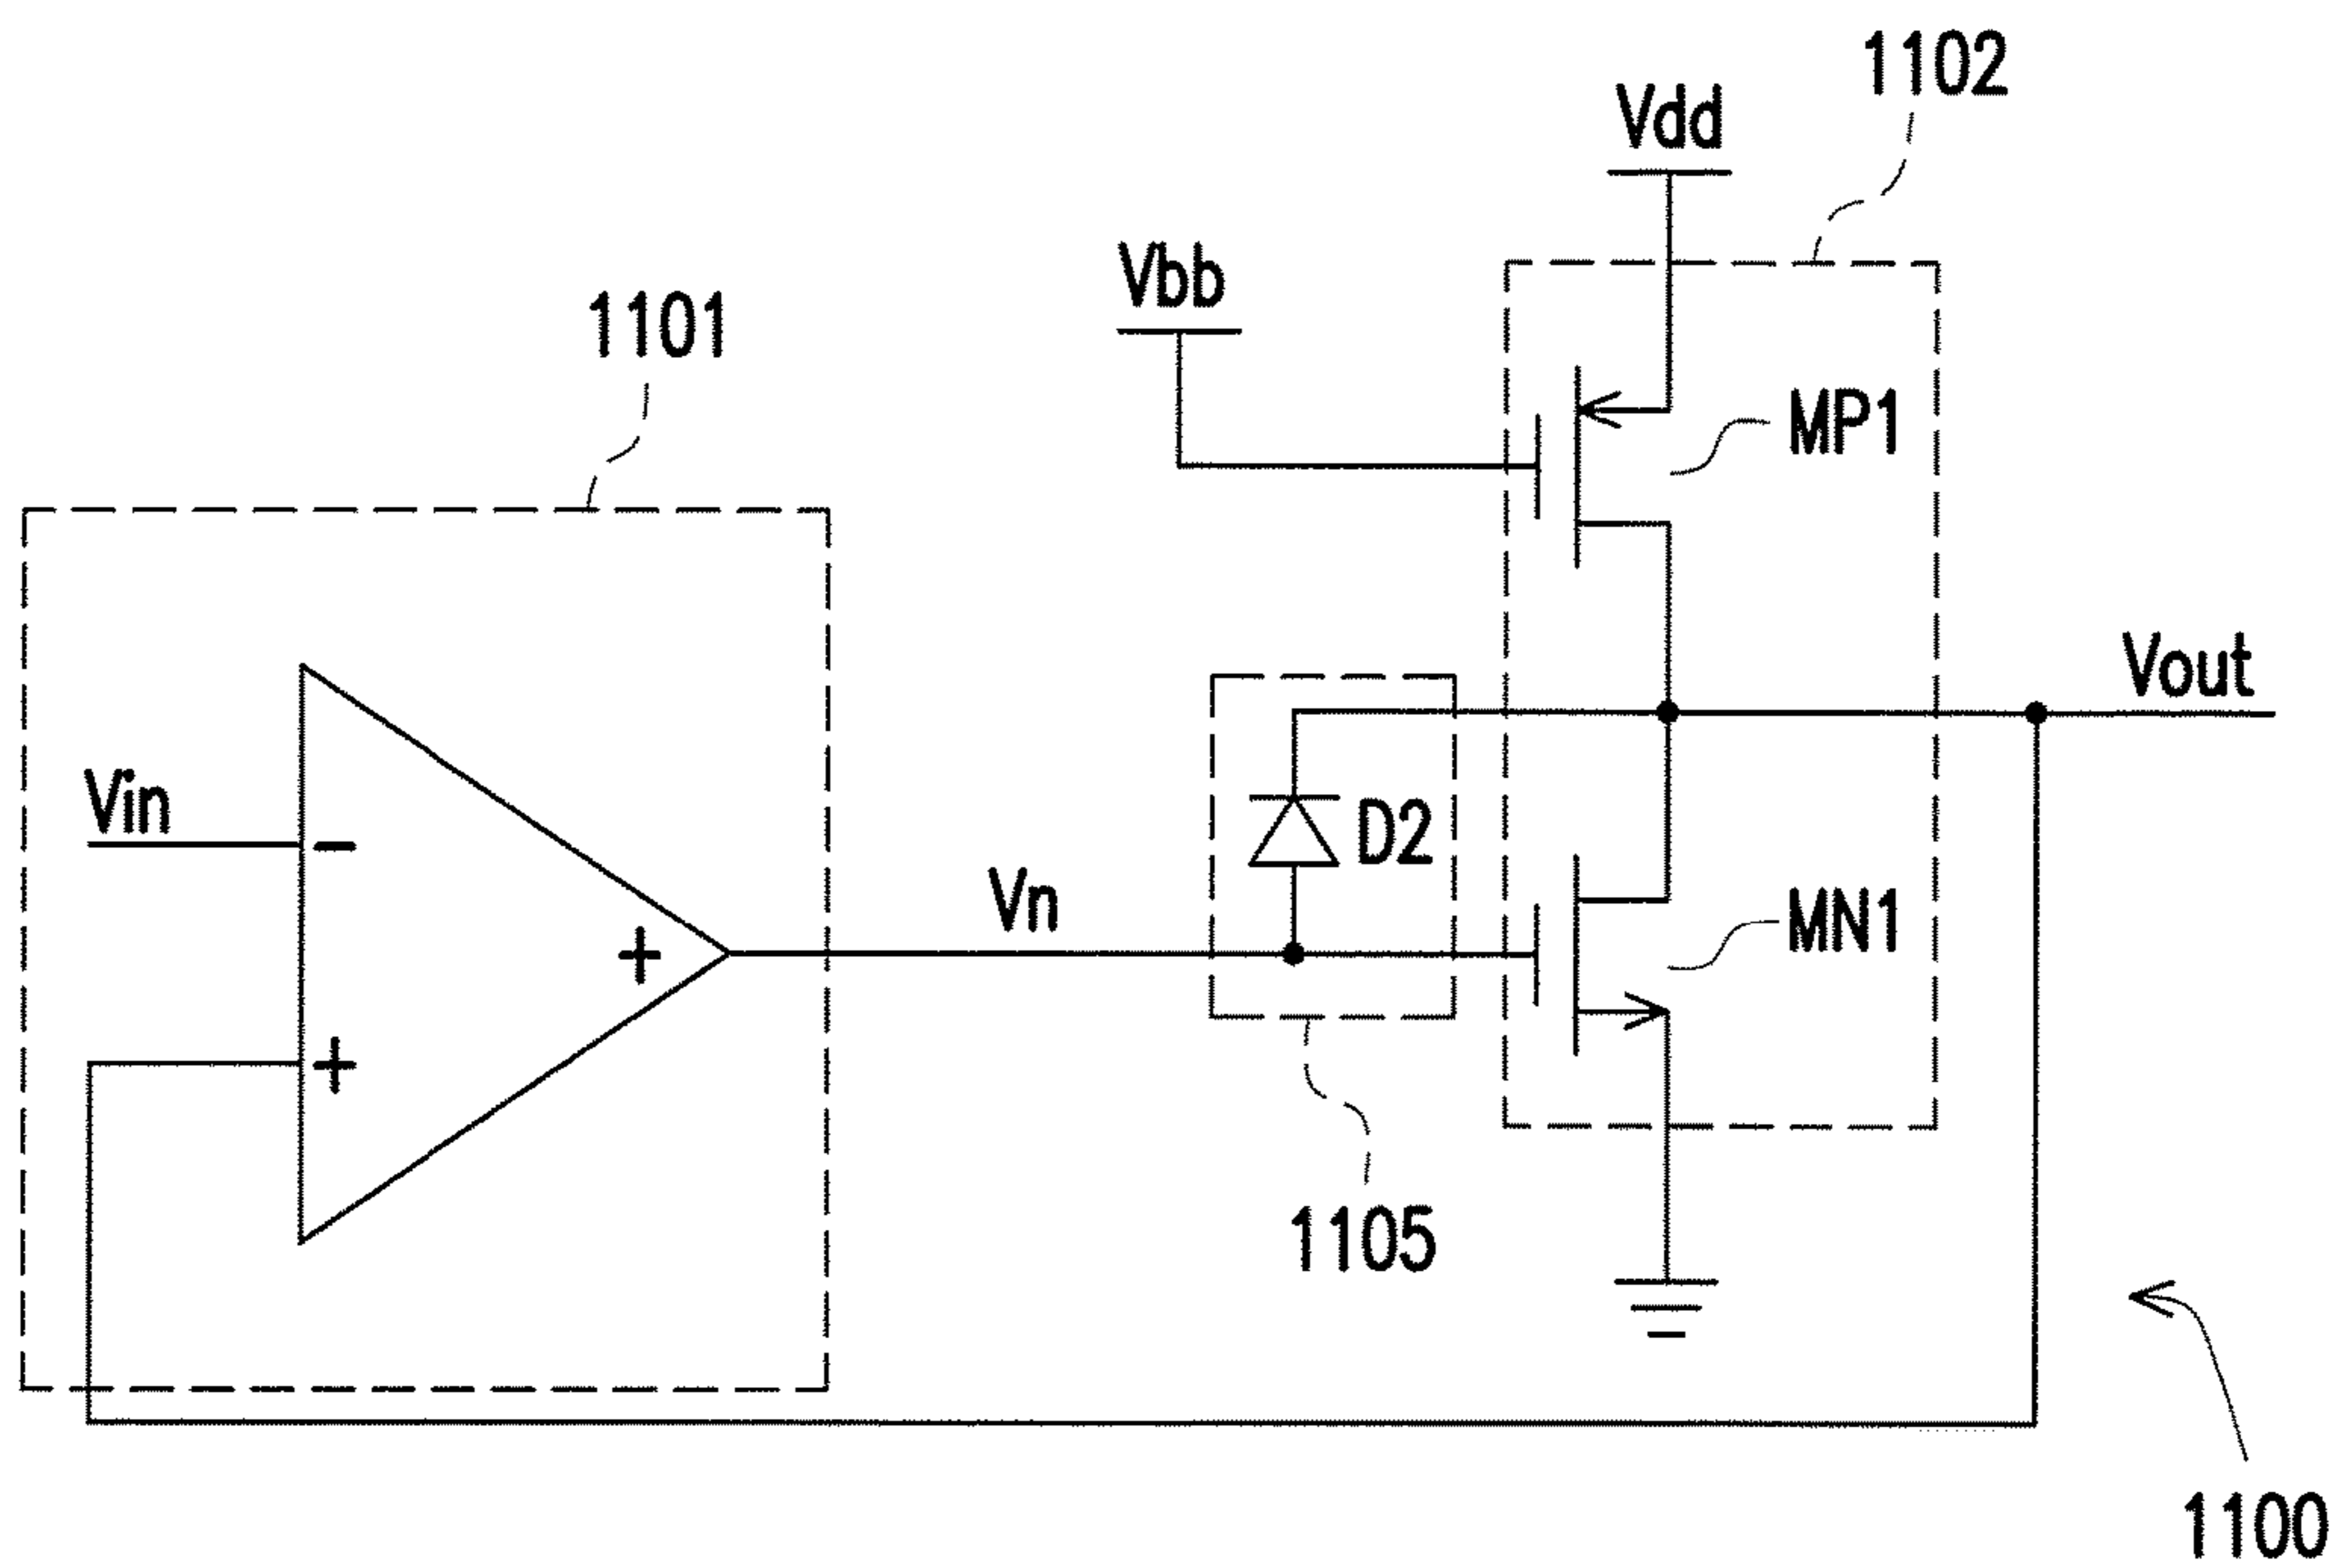 1102
Vdd
Vbb
1101
MP1
Vout
Vin
-
D2
Vn
MN1
+
+
1105
1100